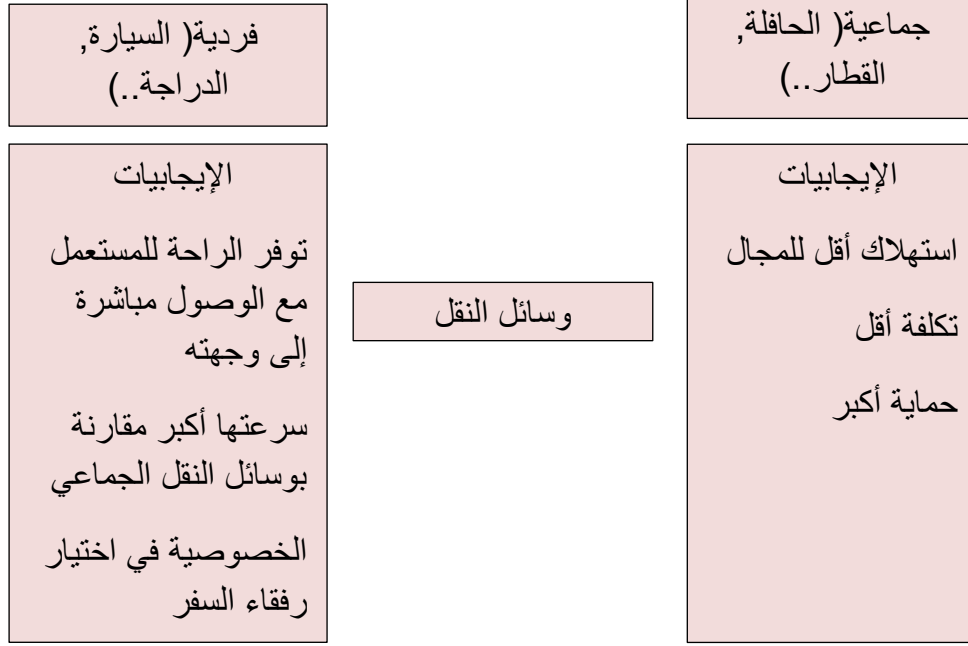 جماعية( الحافلة,
القطار..)
الإيجابيات
استهلاك أقل للمجال
تكلفة أقل
حماية أكبر
وسائل النقل
فردية( السيارة,
الدراجة..)
الإيجابيات
توفر الراحة للمستعمل
مع الوصول مباشرة
إلى وجهته
سرعتها أكبر مقارنة
بوسائل النقل الجماعي
الخصوصية في اختيار
رفقاء السفر